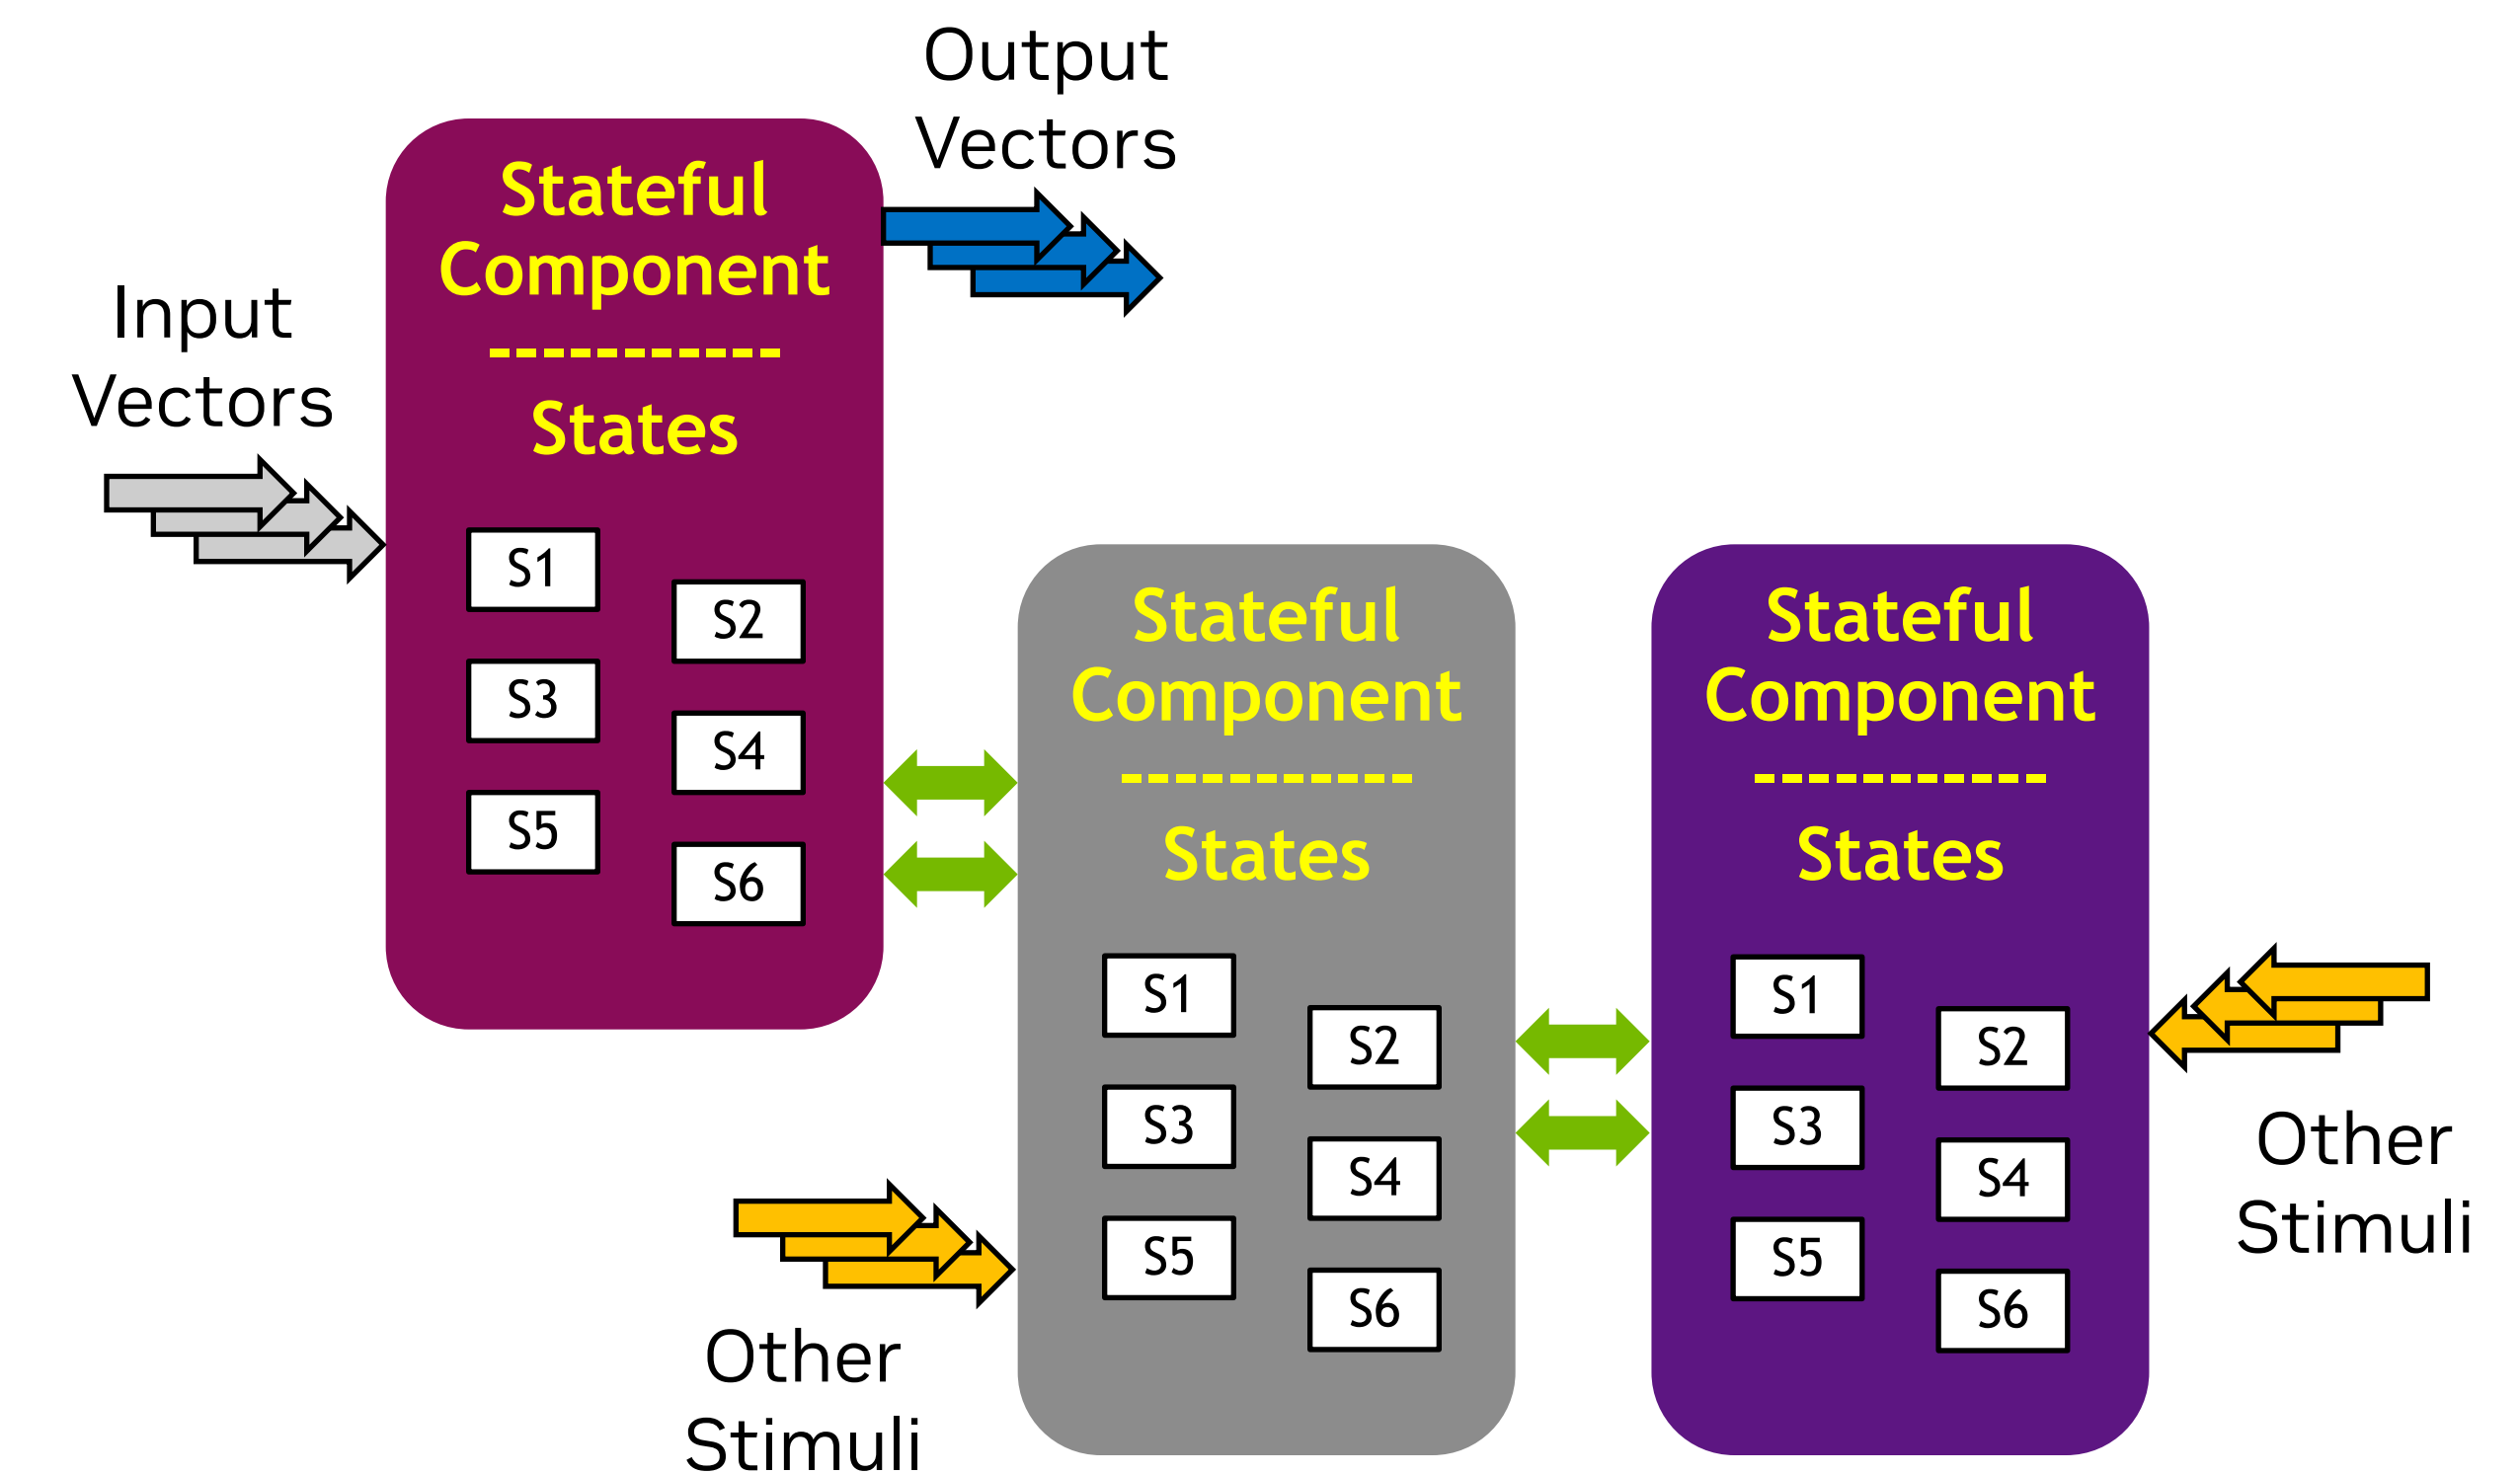 Output
Vectors
Input
Vectors
Stateful
Component
-----------
States
S1
S2
S3
S4
S5
S6
Stateful
Component
-----------
States
S1
S2
S3
S4
S5
S6
Stateful
Component
-----------
States
S1
S2
S3
S4
S5
S6
Other
Stimuli
Other
Stimuli